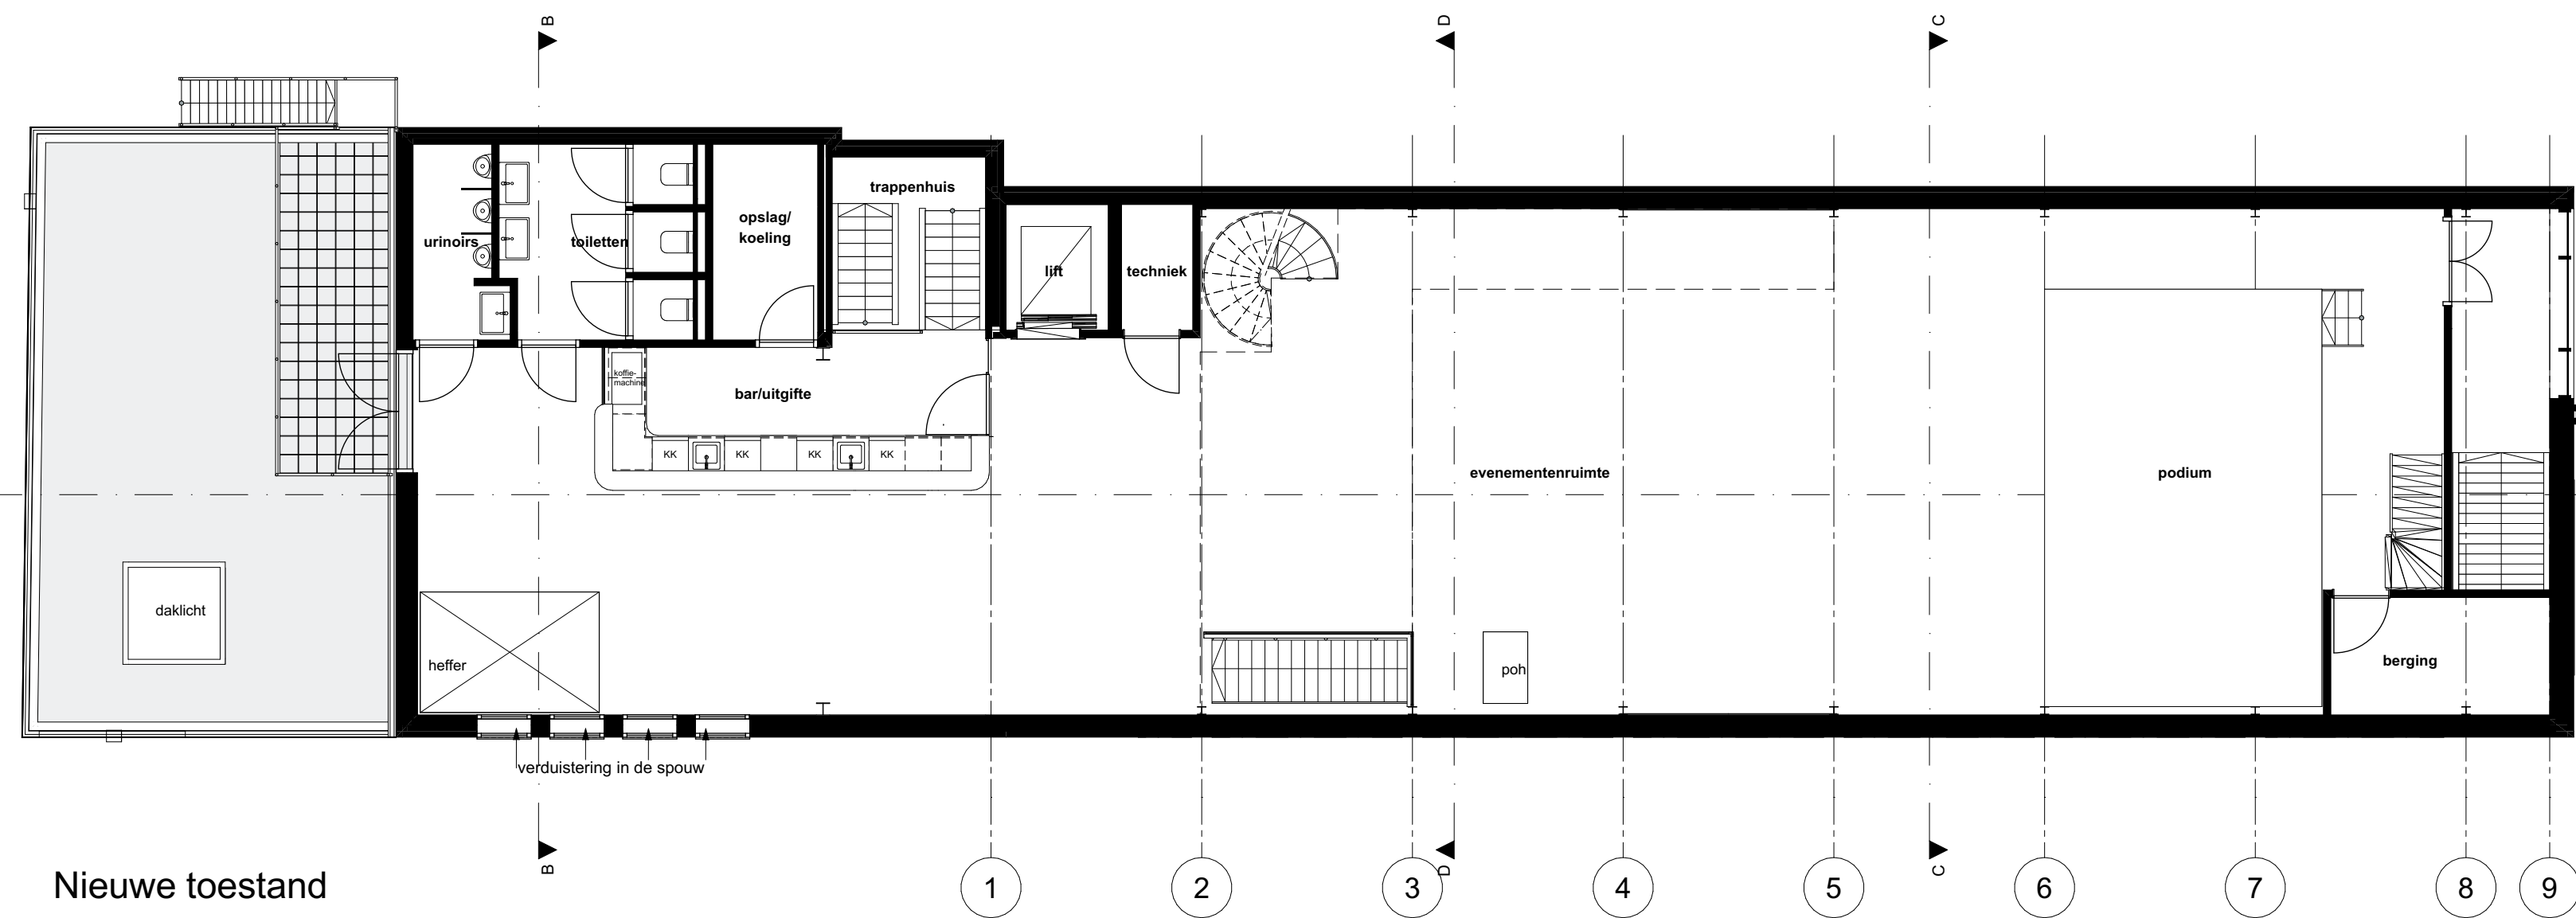 B
D
C
trappenhuis
opslag/
koeling
urinoirs
toiletten
lift
techniek
koffie-
machine
bar/uitgifte
KK
KK
KK
KK
evenementenruimte
podium
daklicht
heffer
poh
berging
verduistering in de spouw
B
D
C
Nieuwe toestand
1
2
3
4
5
6
7
8
9